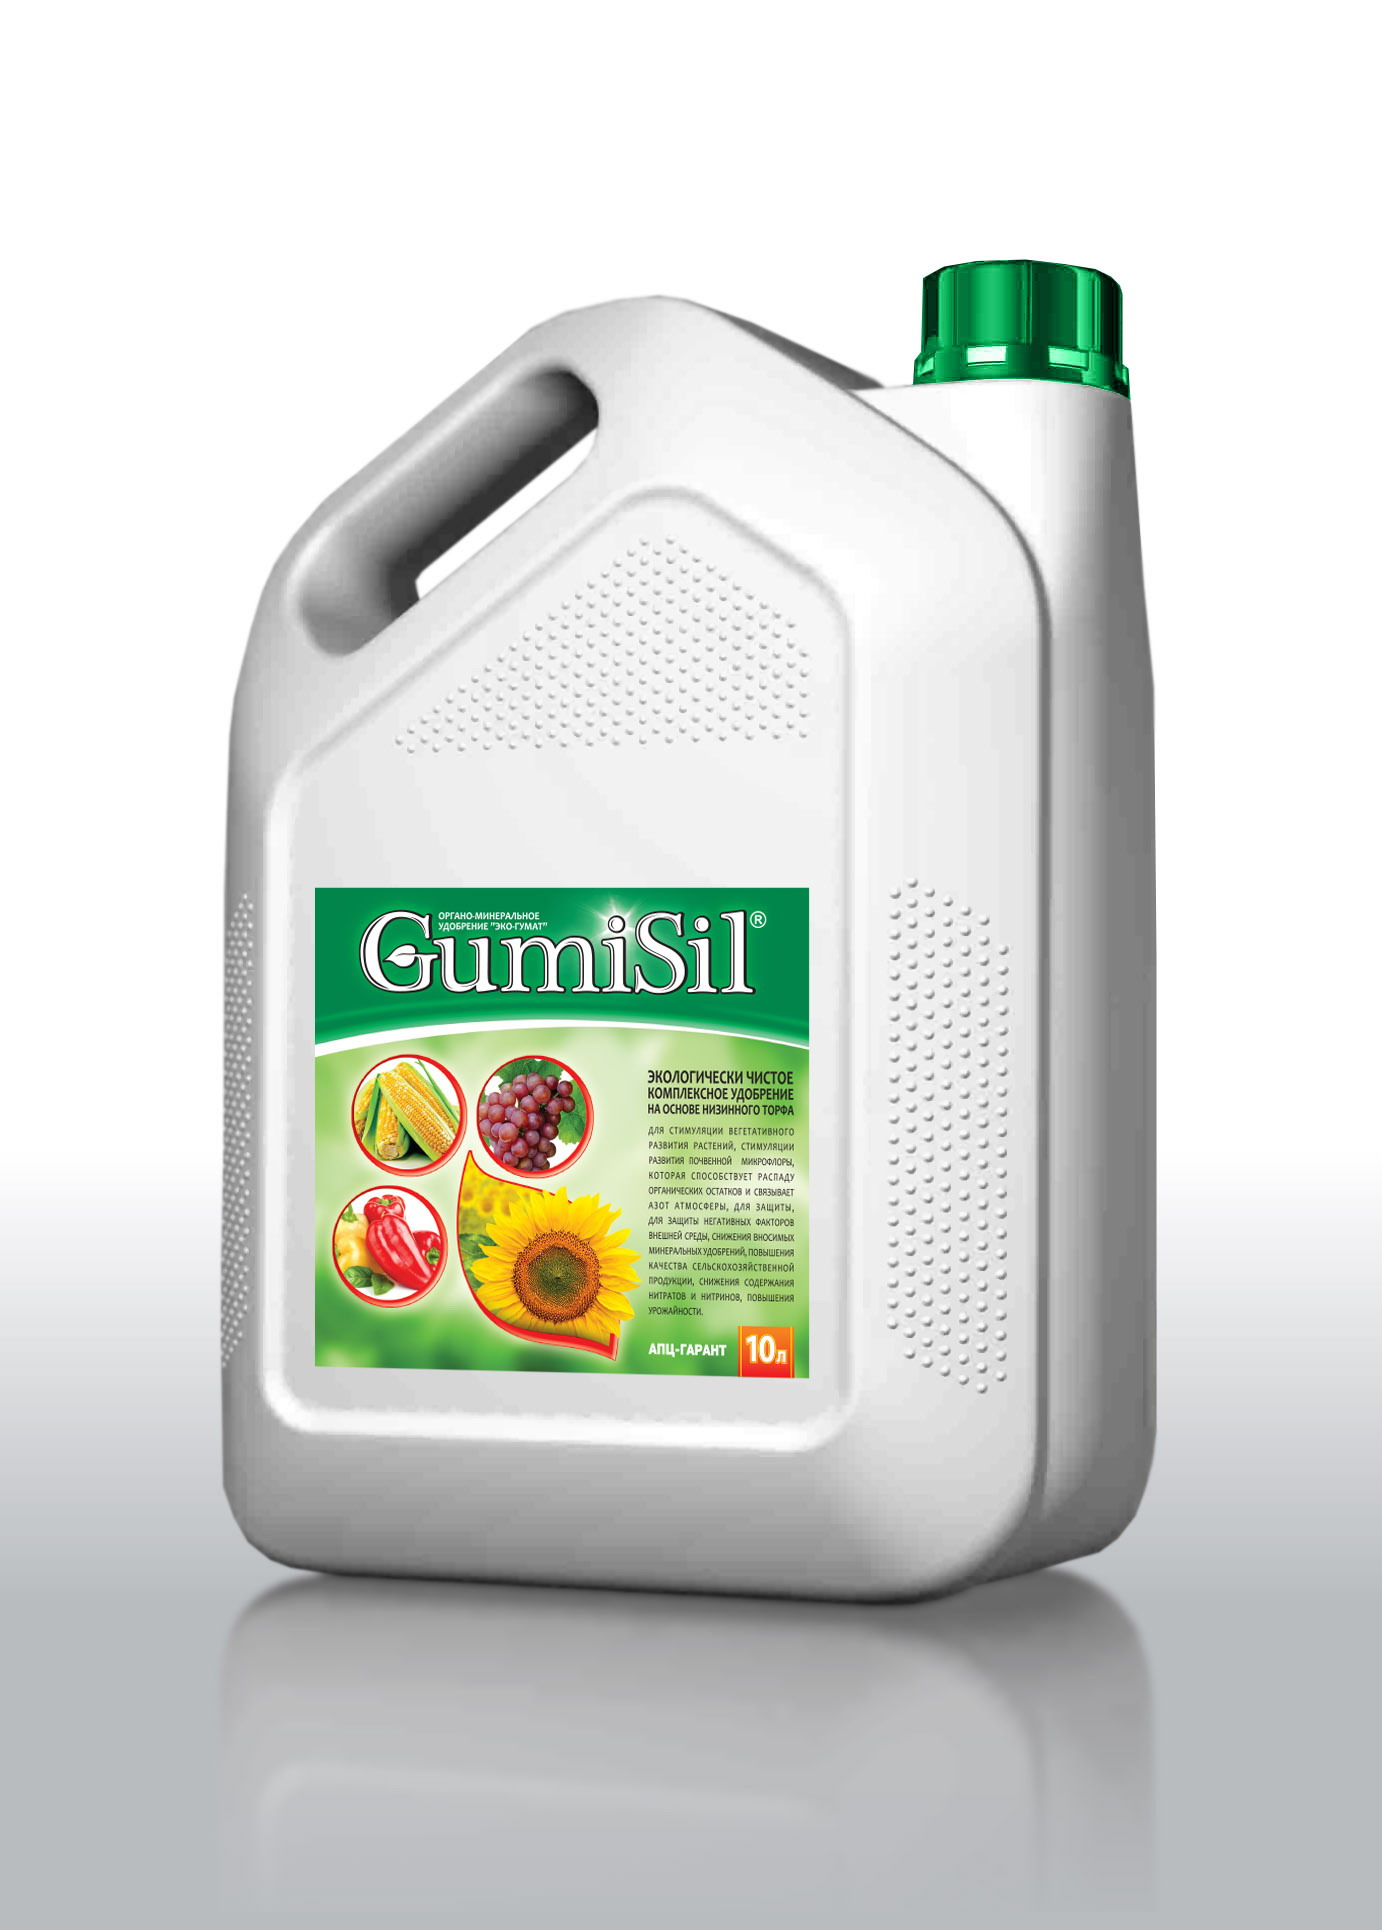 ОРГАНО-МИНЕРАЛЬНОЕ
УДОБРЕНИЕ "ЭКО-ГУМАТ"
GumiSil®
ЭКОЛОГИЧЕСКИ ЧИСТОЕ
КОМПЛЕКСНОЕ УДОБРЕНИЕ
НА ОСНОВЕ НИЗИННОГО ТОРФА
ДЛЯ СТИМУЛЯЦИИ ВЕГЕТАТИВНОГО
РАЗВИТИЯ РАСТЕНИЙ, СТИМУЛЯЦИИ
РАЗВИТИЯ ПОЧВЕННОЙ МИКРОФЛОРЫ,
КОТОРАЯ СПОСОБСТВУЕТ РАСПАДУ
ОРГАНИЧЕСКИХ ОСТАТКОВ И СВЯЗЫВАЕТ
АЗОТ АТМОСФЕРЫ, ДЛЯ ЗАЩИТЫ,
ДЛЯ ЗАЩИТЫ НЕГАТИВНЫХ ФАКТОРОВ
ВНЕШНЕЙ СРЕДЫ, СНИЖЕНИЯ ВНОСИМЫХ
МИНЕРАЛЬНЫХ УДОБРЕНИЙ, ПОВЫШЕНИЯ
КАЧЕСТВА СЕЛЬСКОХОЗЯЙСТВЕННОЙ
ПРОДУКЦИИ, СНИЖЕНИЯ СОДЕРЖАНИЯ
НИТРАТОВ И НИТРИНОВ, ПОВЫШЕНИЯ
УРОЖАЙНОСТИ.
АПЦ-ГАРАНТ
10л